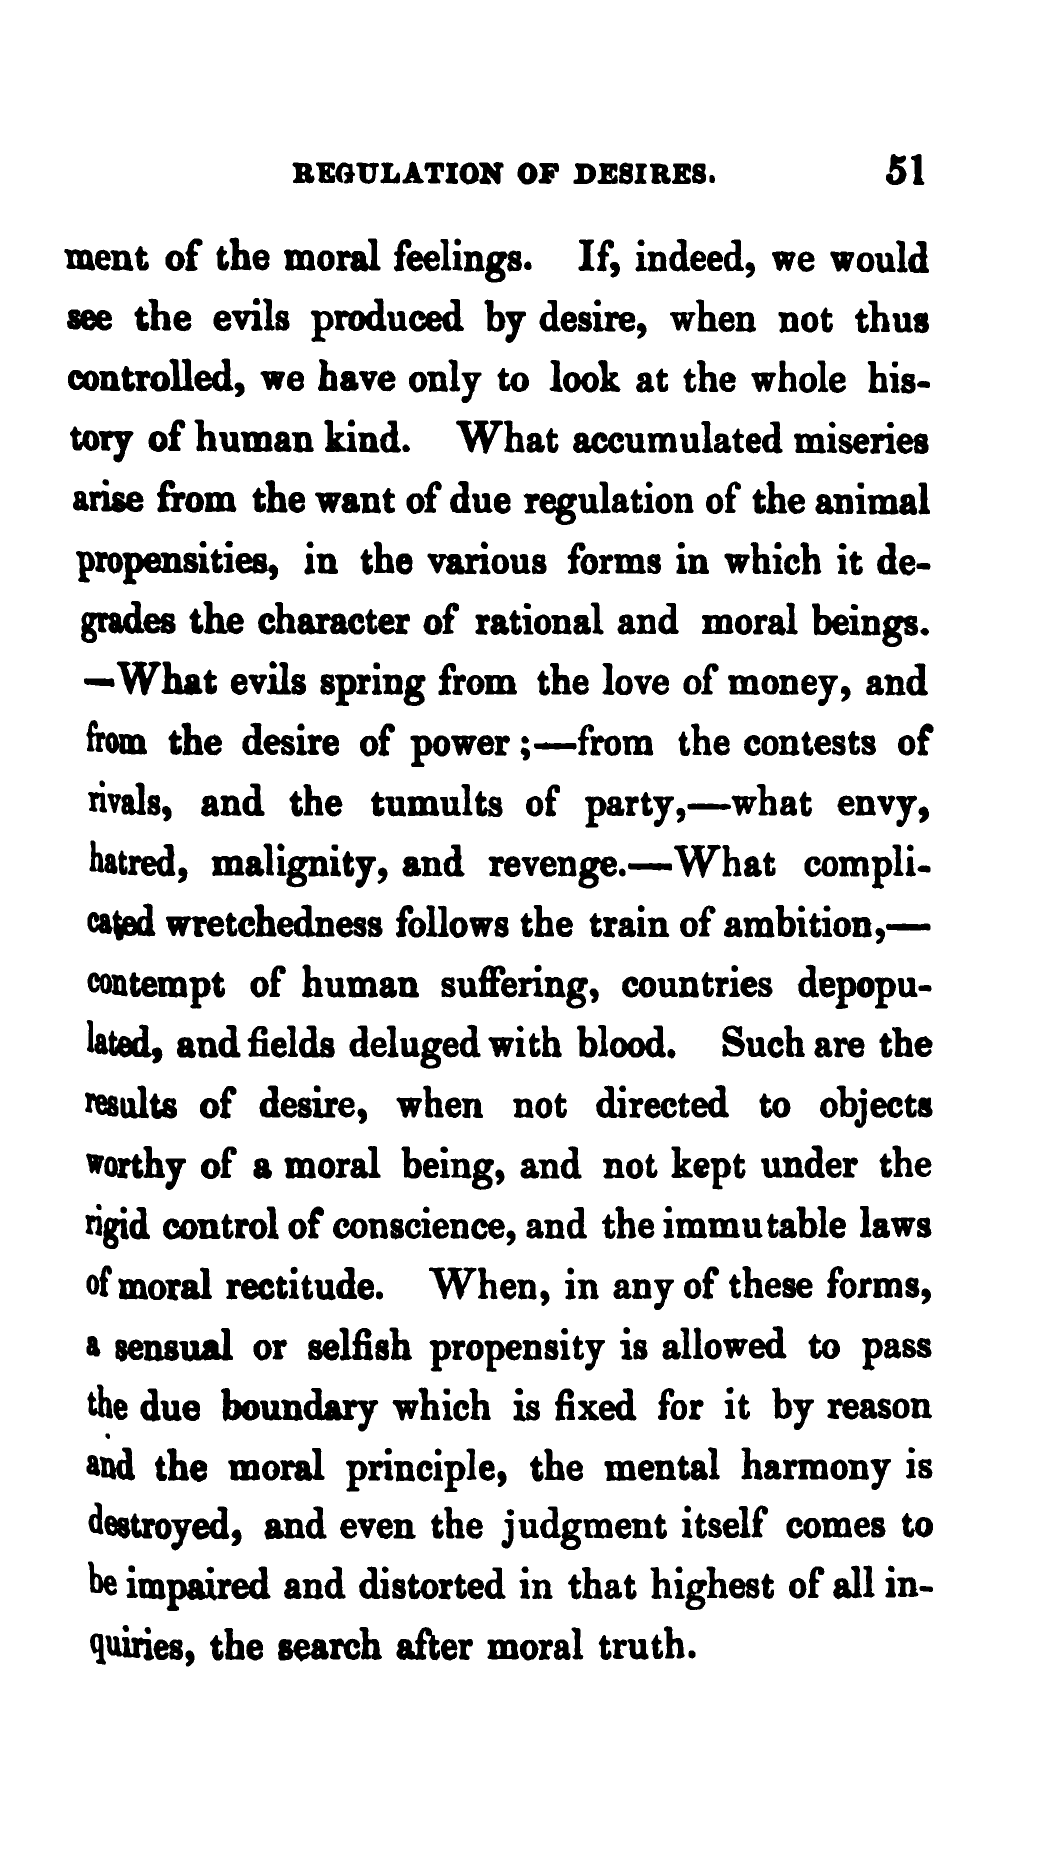 REGULATION OF DESIRES. 51
ment of the moral feelings. If, indeed, we would
see the evils produced by desire, when not thus
controlled, we have only to look at the whole his-
tory of human kind. What accumulated miseries
arise from the want of due regulation of the animal
propensities, in the various forms in which it de-
grades the character of rational and moral beings.
—What evils spring from the love of money, and
from the desire of power;—from the contests of
rivals, and the tumults of party,—what envy,
hatred, malignity, and revenge.—What compli-
cated wretchedness follows the train of ambition,—
contempt of human suffering, countries depopu-
lated, and fields deluged with blood. Such are the
results of desire, when not directed to objects
worthy of a moral being, and not kept under the
rigid control of conscience, and the immutable laws
of moral rectitude. When, in any of these forms,
a sensual or selfish propensity is allowed to pass
the due boundary which is fixed for it by reason
and the moral principle, the mental harmony is
destroyed, and even the judgment itself comes to
be impaired and distorted in that highest of all in-
quiries, the search after moral truth.